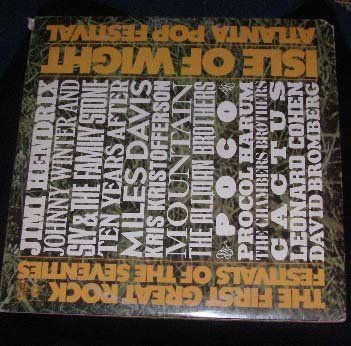 THE FIRST GREAT ROCK
FESTIVALS OF THE SEVENTIES
ISLE OF WIGHT
ATLANTA POP FESTIVAL
JIMI HENDRIX
JOHNNY WINTER AND
SLY & THE FAMILY STONE
TEN YEARS AFTER
MILES DAVIS
KRIS KRISTOFFERSON
MOUNTAIN
THE ALLMAN BROTHERS
POCO
PROCOL HARUM
THE CHAMBERS BROTHERS
CACTUS
LEONARD COHEN
DAVID BROMBERG